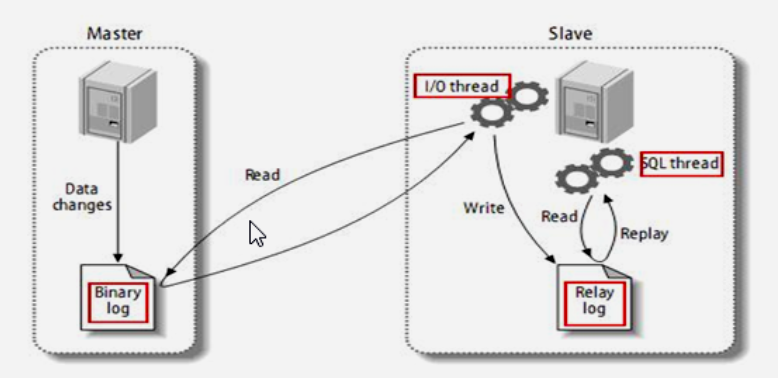 Master
Slave
I/O thread
SQL thread
Read
Data
changes
Write
Read
Replay
Binary
log
Relay
log